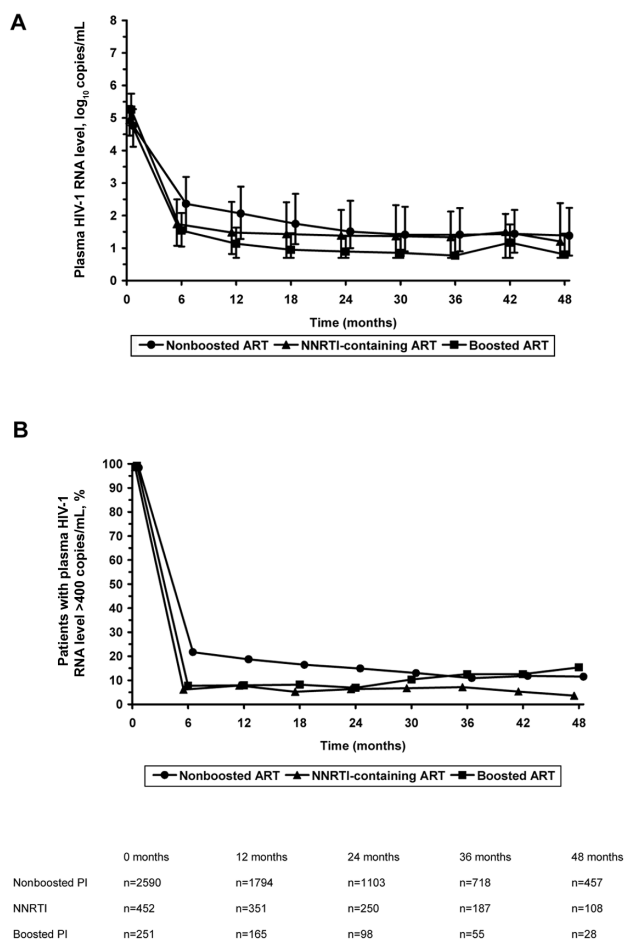 A
Plasma HIV-1 RNA level, log10 copies/mL
8
7
6
5
4
3
2
1
0
0 6 12 18 24 30 36 42 48
Time (months)
Nonboosted ART NNRTI-containing ART Boosted ART
B
Patients with plasma HIV-1
RNA level >400 copies/mL, %
100
90
80
70
60
50
40
30
20
10
0
0 6 12 18 24 30 36 42 48
Time (months)
Nonboosted ART NNRTI-containing ART Boosted ART
0 months 12 months 24 months 36 months 48 months
Nonboosted PI n=2590 n=1794 n=1103 n=718 n=457
NNRTI n=452 n=351 n=250 n=187 n=108
Boosted PI n=251 n=165 n=98 n=55 n=28